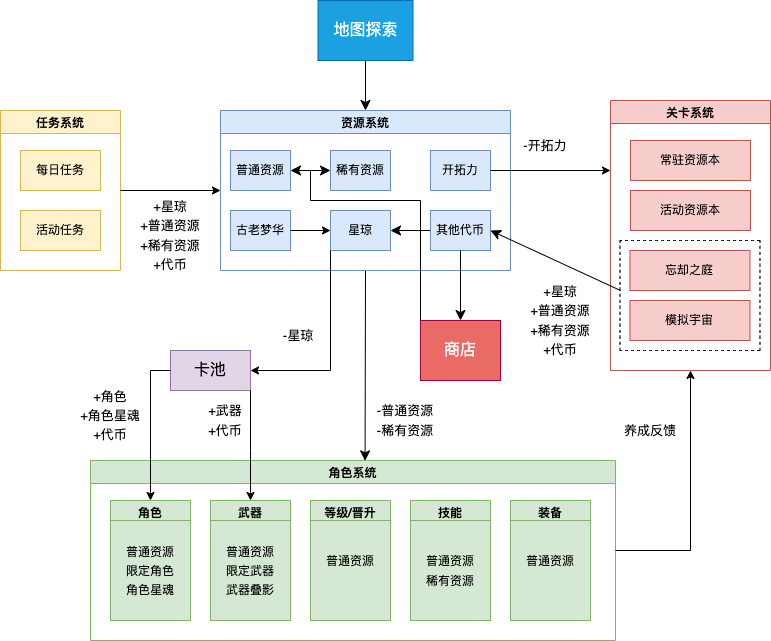 地图探索
任务系统
每日任务
活动任务
+星琼
+普通资源
+稀有资源
+代币
资源系统
普通资源
稀有资源
开拓力
古老梦华
星琼
其他代币
-开拓力
关卡系统
常驻资源本
活动资源本
忘却之庭
模拟宇宙
+星琼
+普通资源
+稀有资源
+代币
商店
-星琼
卡池
+角色
+角色星魂
+代币
+武器
+代币
-普通资源
-稀有资源
养成反馈
角色系统
角色
普通资源
限定角色
角色星魂
武器
普通资源
限定武器
武器叠影
等级/晋升
普通资源
技能
普通资源
稀有资源
装备
普通资源